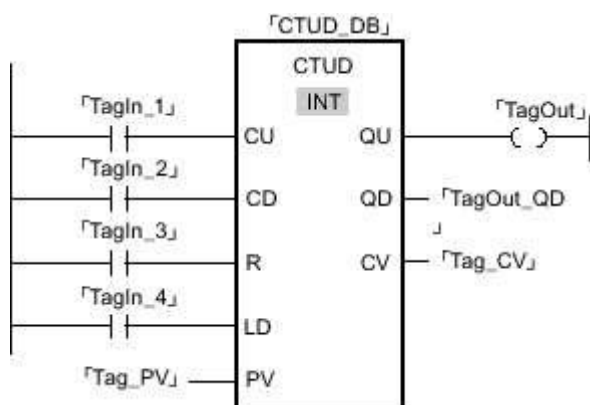 「CTUD_DB」
CTUD
INT
「TagIn_1」
CU
QU
「TagOut」
「TagIn_2」
CD
QD
「TagOut_QD
」
「TagIn_3」
R
CV
「Tag_CV」
「TagIn_4」
LD
「Tag_PV」
PV